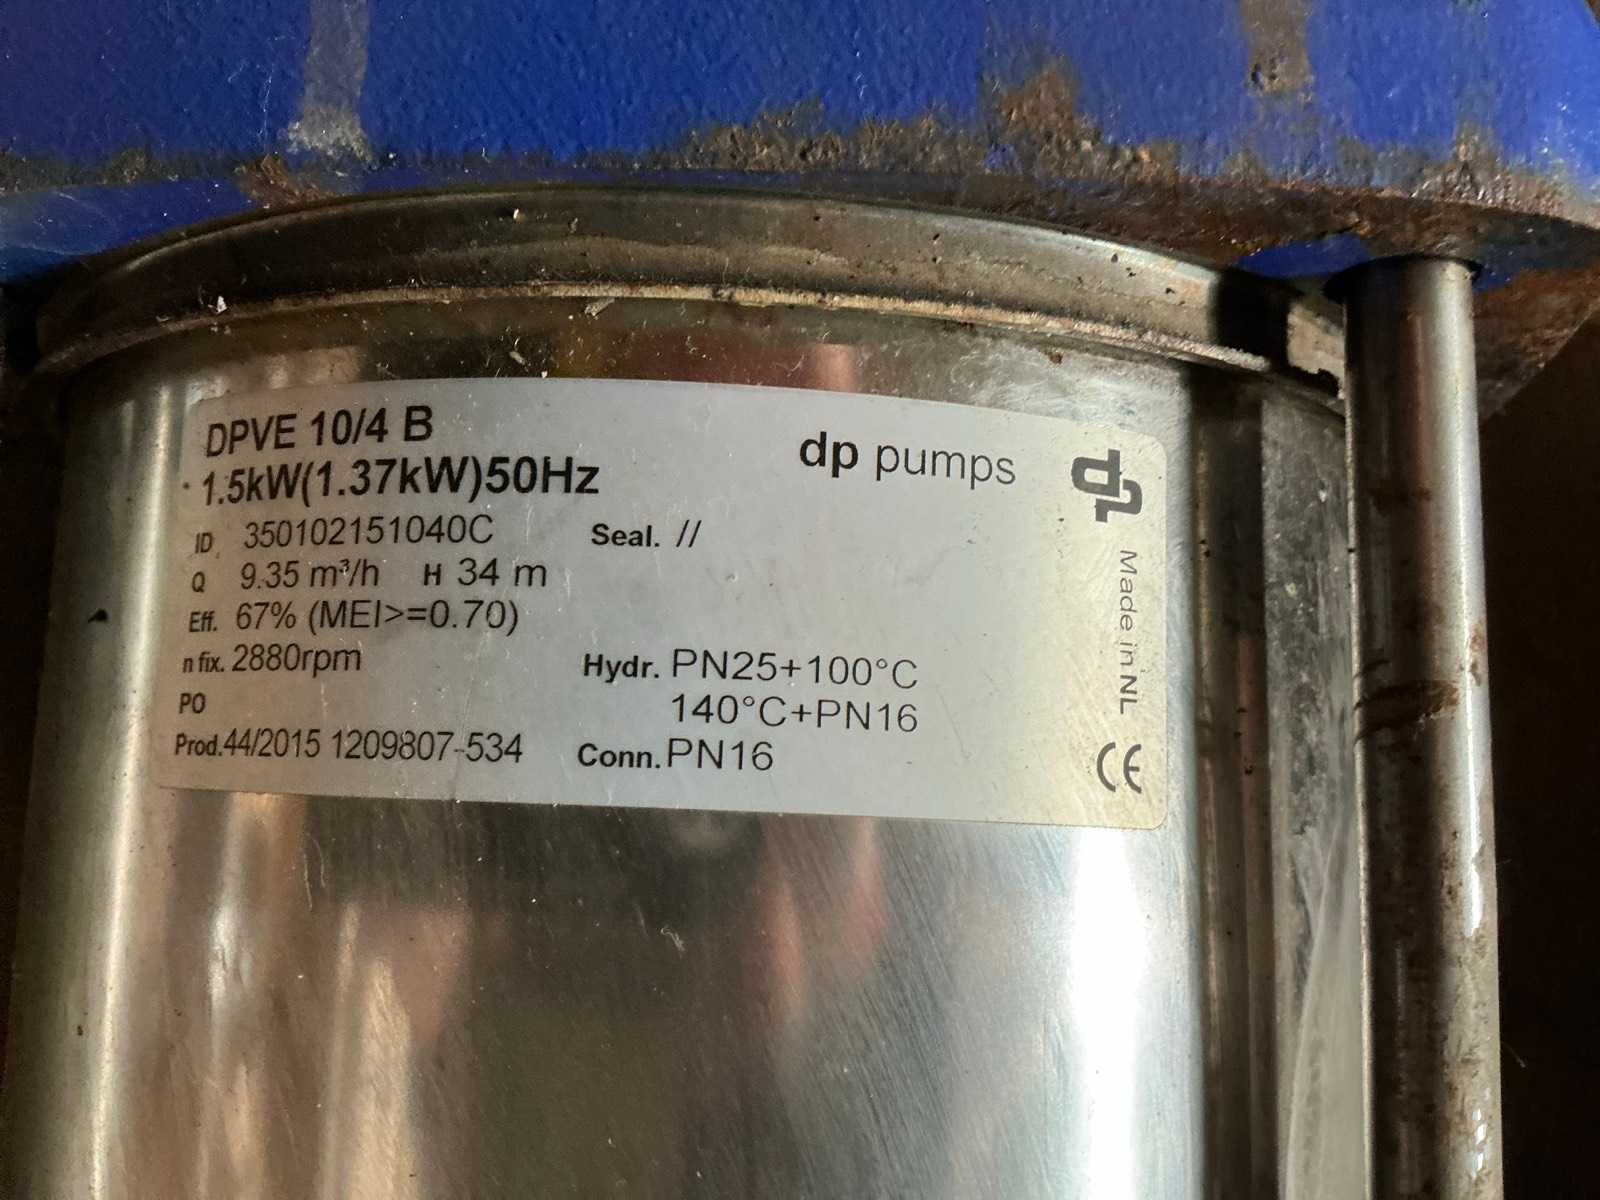 DPVE 10/4 B
1.5kW(1.37kW)50Hz
dp pumps
dp
ID 350102151040C Seal. //
Q 9.35 m³/h H 34 m
Eff. 67% (MEI>=0.70)
n fix. 2880rpm Hydr. PN25+100°C
PO 140°C+PN16
Prod.44/2015 1209807-534 Conn.PN16
Made in NL
CE